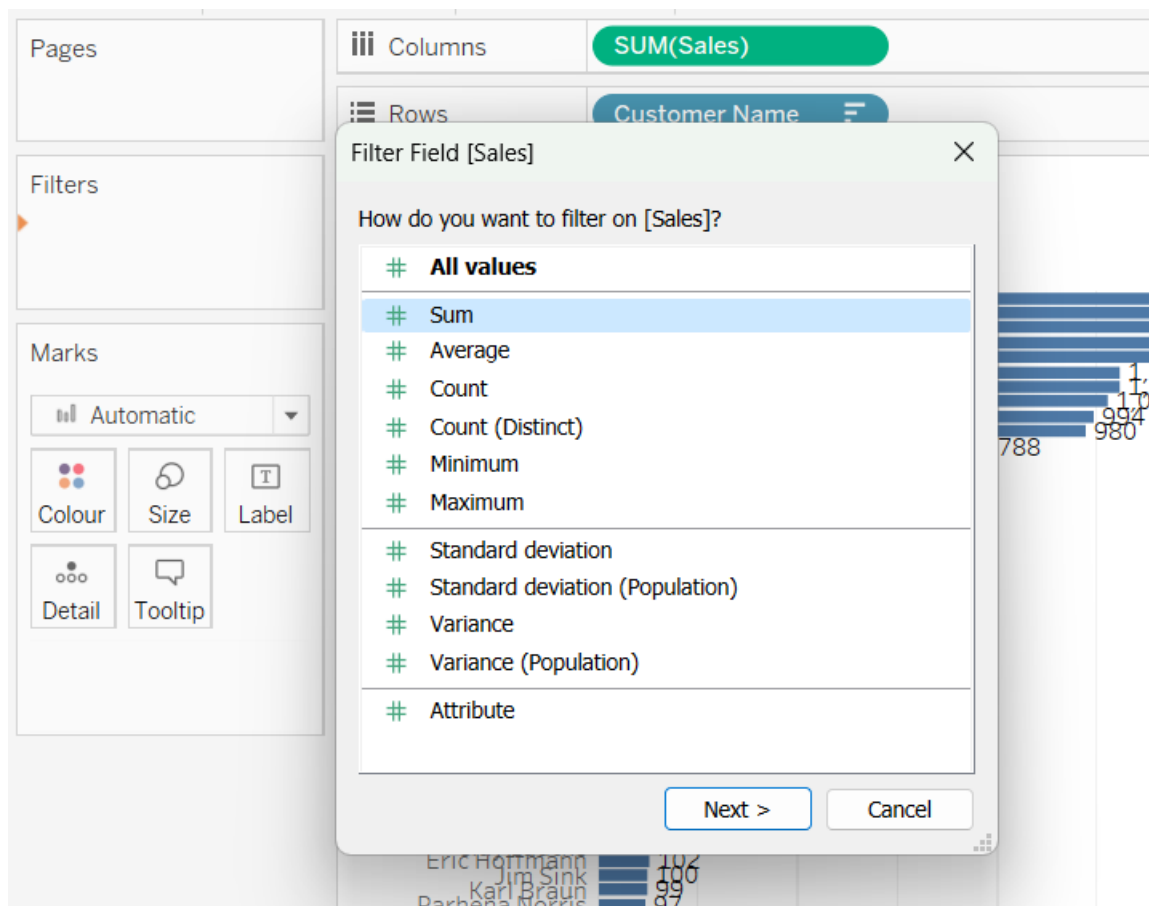 Pages
Columns
SUM(Sales)
Rows
Customer Name
Filters
Marks
Automatic
Colour
Size
Label
Detail
Tooltip
Filter Field [Sales]
How do you want to filter on [Sales]?
All values
Sum
Average
Count
Count (Distinct)
Minimum
Maximum
Standard deviation
Standard deviation (Population)
Variance
Variance (Population)
Attribute
Next >
Cancel
994
980
788
Eric Hoffmann 102
Jim Sink 100
Karl Braun 99
Parhena Norris 97